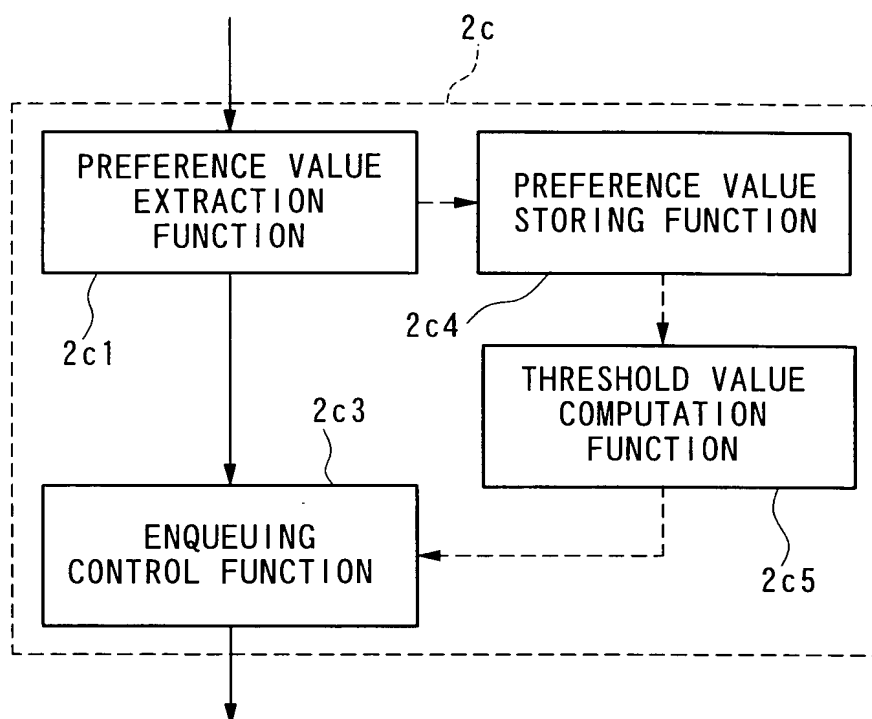 2c
PREFERENCE VALUE
EXTRACTION
FUNCTION
PREFERENCE VALUE
STORING FUNCTION
2c1
2c4
THRESHOLD VALUE
COMPUTATION
FUNCTION
2c3
ENQUEUING
CONTROL FUNCTION
2c5